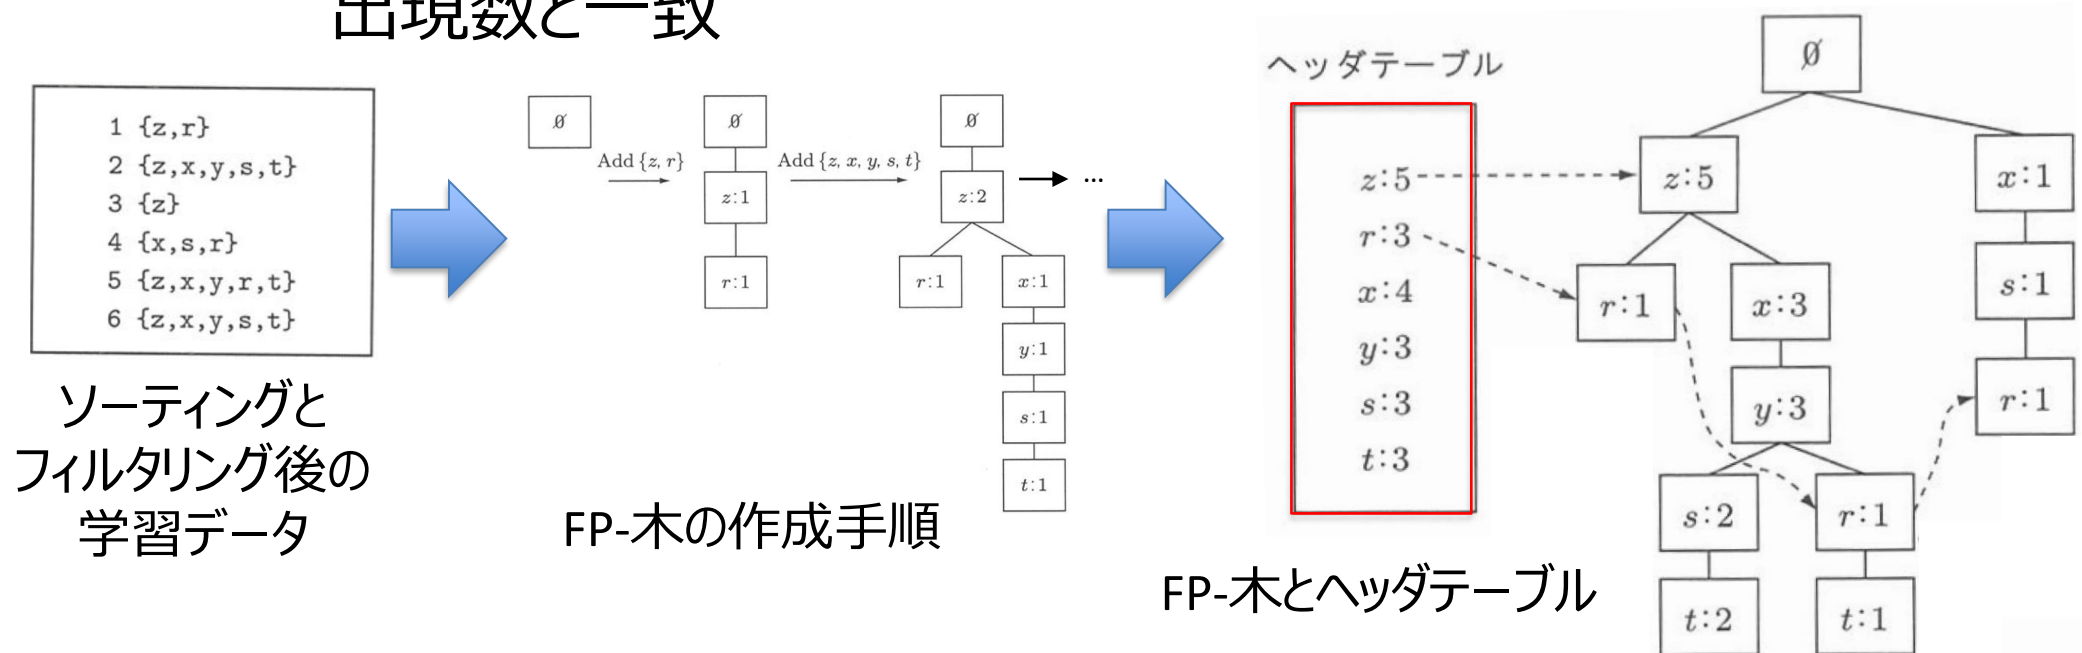 出現数と一致
1 {z,r}
2 {z,x,y,s,t}
3 {z}
4 {x,s,r}
5 {z,x,y,r,t}
6 {z,x,y,s,t}
ソーティングと
フィルタリング後の
学習データ
∅
Add {z, r}
∅
z:1
r:1
Add {z, x, y, s, t}
∅
z:2
r:1
x:1
y:1
s:1
t:1
...
FP-木の作成手順
ヘッダテーブル
z:5
r:3
x:4
y:3
s:3
t:3
∅
z:5
x:1
r:1
x:3
s:1
y:3
r:1
s:2
r:1
t:2
t:1
FP-木とヘッダテーブル